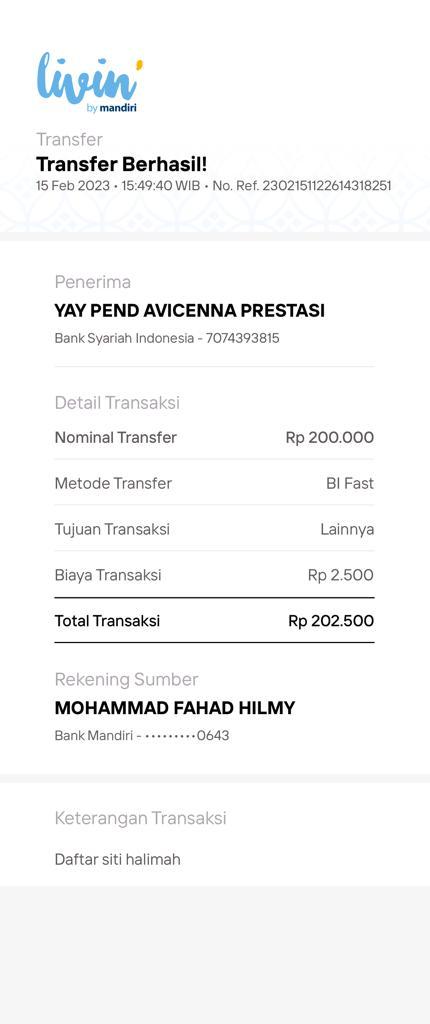 livin'
by mandiri
Transfer
Transfer Berhasil!
15 Feb 2023 • 15:49:40 WIB • No. Ref. 2302151122614318251
Penerima
YAY PEND AVICENNA PRESTASI
Bank Syariah Indonesia - 7074393815
Detail Transaksi
Nominal Transfer Rp 200.000
Metode Transfer BI Fast
Tujuan Transaksi Lainnya
Biaya Transaksi Rp 2.500
Total Transaksi Rp 202.500
Rekening Sumber
MOHAMMAD FAHAD HILMY
Bank Mandiri - •••••••••0643
Keterangan Transaksi
Daftar siti halimah